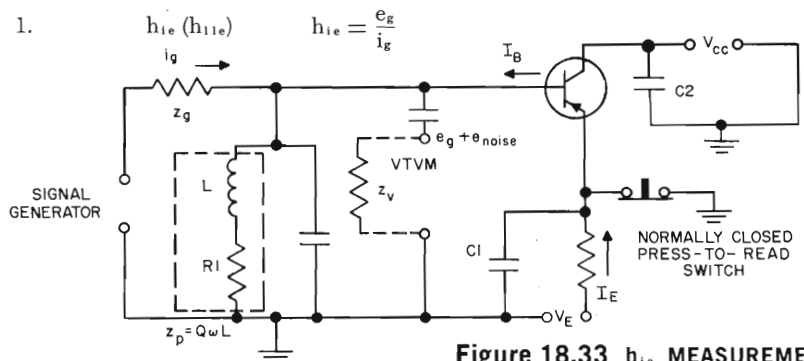 1. h_ie (h_11e) h_ie = e_g / i_g
i_g
z_g
I_B
V_CC
C2
e_g + e_noise
VTVM
z_v
SIGNAL
GENERATOR
L
R1
C1
NORMALLY CLOSED
PRESS-TO-READ
SWITCH
I_E
V_E
z_p = QωL
Figure 18.33 h_ie MEASUREME